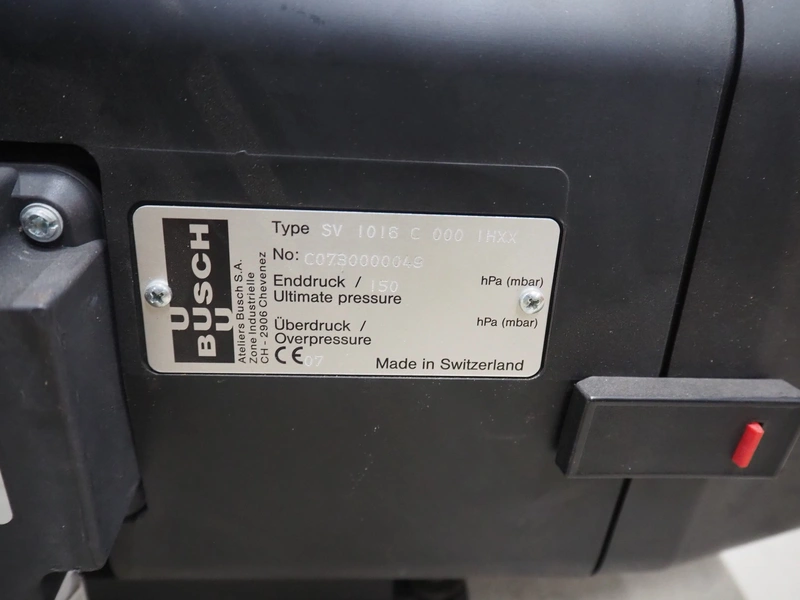 BUSCH
Ateliers Busch S.A.
Zone Industrielle
CH - 2906 Chevenez
Type SV 1016 C 000 IHXX
No: C0730000049
Enddruck / 150 hPa (mbar)
Ultimate pressure
Überdruck / hPa (mbar)
Overpressure
CE 07 Made in Switzerland